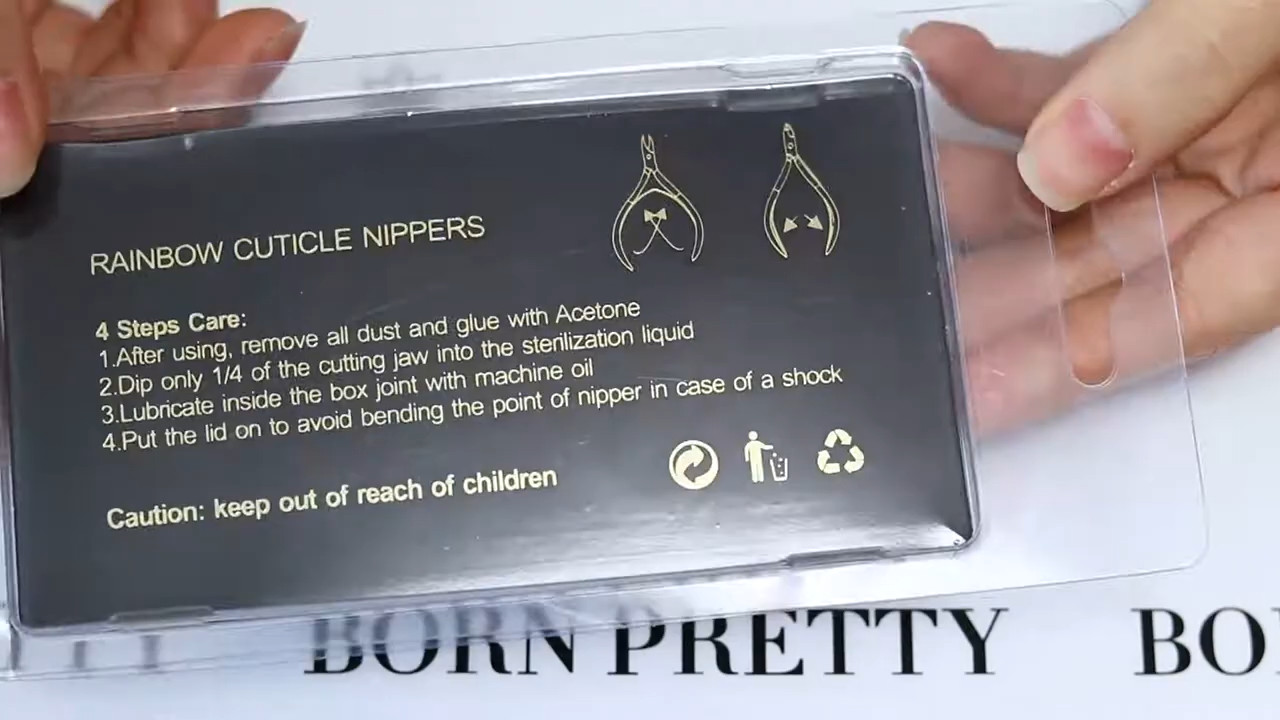 RAINBOW CUTICLE NIPPERS
4 Steps Care:
1.After using, remove all dust and glue with Acetone
2.Dip only 1/4 of the cutting jaw into the sterilization liquid
3.Lubricate inside the box joint with machine oil
4.Put the lid on to avoid bending the point of nipper in case of a shock
Caution: keep out of reach of children
BORN PRETTY BO